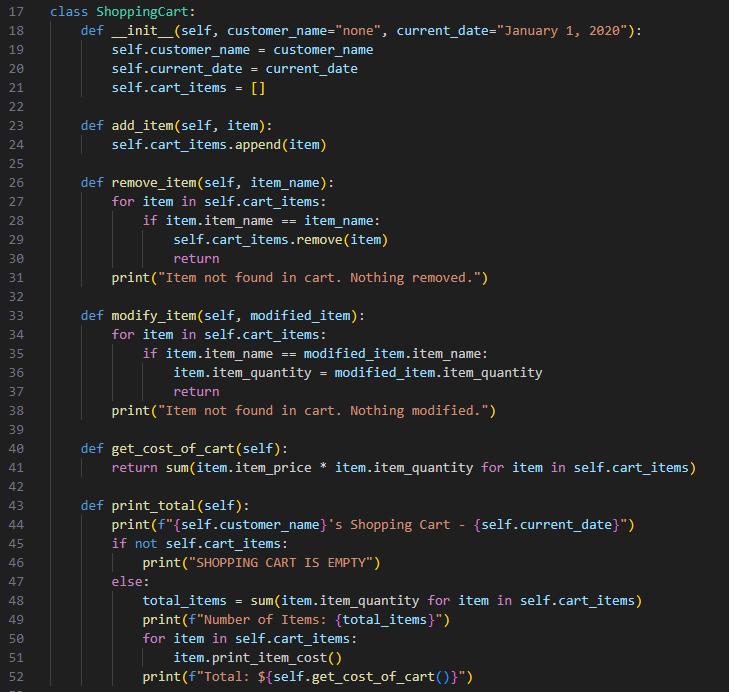 17 class ShoppingCart:
18     def __init__(self, customer_name="none", current_date="January 1, 2020"):
19         self.customer_name = customer_name
20         self.current_date = current_date
21         self.cart_items = []
22
23     def add_item(self, item):
24         self.cart_items.append(item)
25
26     def remove_item(self, item_name):
27         for item in self.cart_items:
28             if item.item_name == item_name:
29                 self.cart_items.remove(item)
30                 return
31         print("Item not found in cart. Nothing removed.")
32
33     def modify_item(self, modified_item):
34         for item in self.cart_items:
35             if item.item_name == modified_item.item_name:
36                 item.item_quantity = modified_item.item_quantity
37                 return
38         print("Item not found in cart. Nothing modified.")
39
40     def get_cost_of_cart(self):
41         return sum(item.item_price * item.item_quantity for item in self.cart_items)
42
43     def print_total(self):
44         print(f"{self.customer_name}'s Shopping Cart - {self.current_date}")
45         if not self.cart_items:
46             print("SHOPPING CART IS EMPTY")
47         else:
48             total_items = sum(item.item_quantity for item in self.cart_items)
49             print(f"Number of Items: {total_items}")
50             for item in self.cart_items:
51                 item.print_item_cost()
52             print(f"Total: ${self.get_cost_of_cart()}")